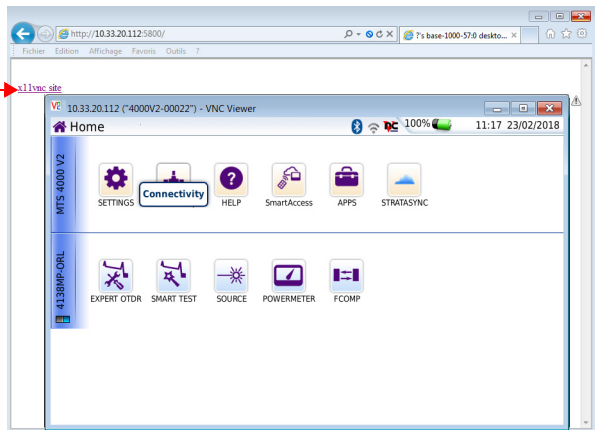 http://10.33.20.112:5800/
?'s base-1000-57:0 deskto...
Fichier Edition Affichage Favoris Outils ?
x11vnc site
10.33.20.112 ("4000V2-00022") - VNC Viewer
Home
100%
11:17 23/02/2018
MTS 4000 V2
SETTINGS
Connectivity
HELP
SmartAccess
APPS
STRATASYNC
4138MP-ORL
EXPERT OTDR
SMART TEST
SOURCE
POWERMETER
FCOMP